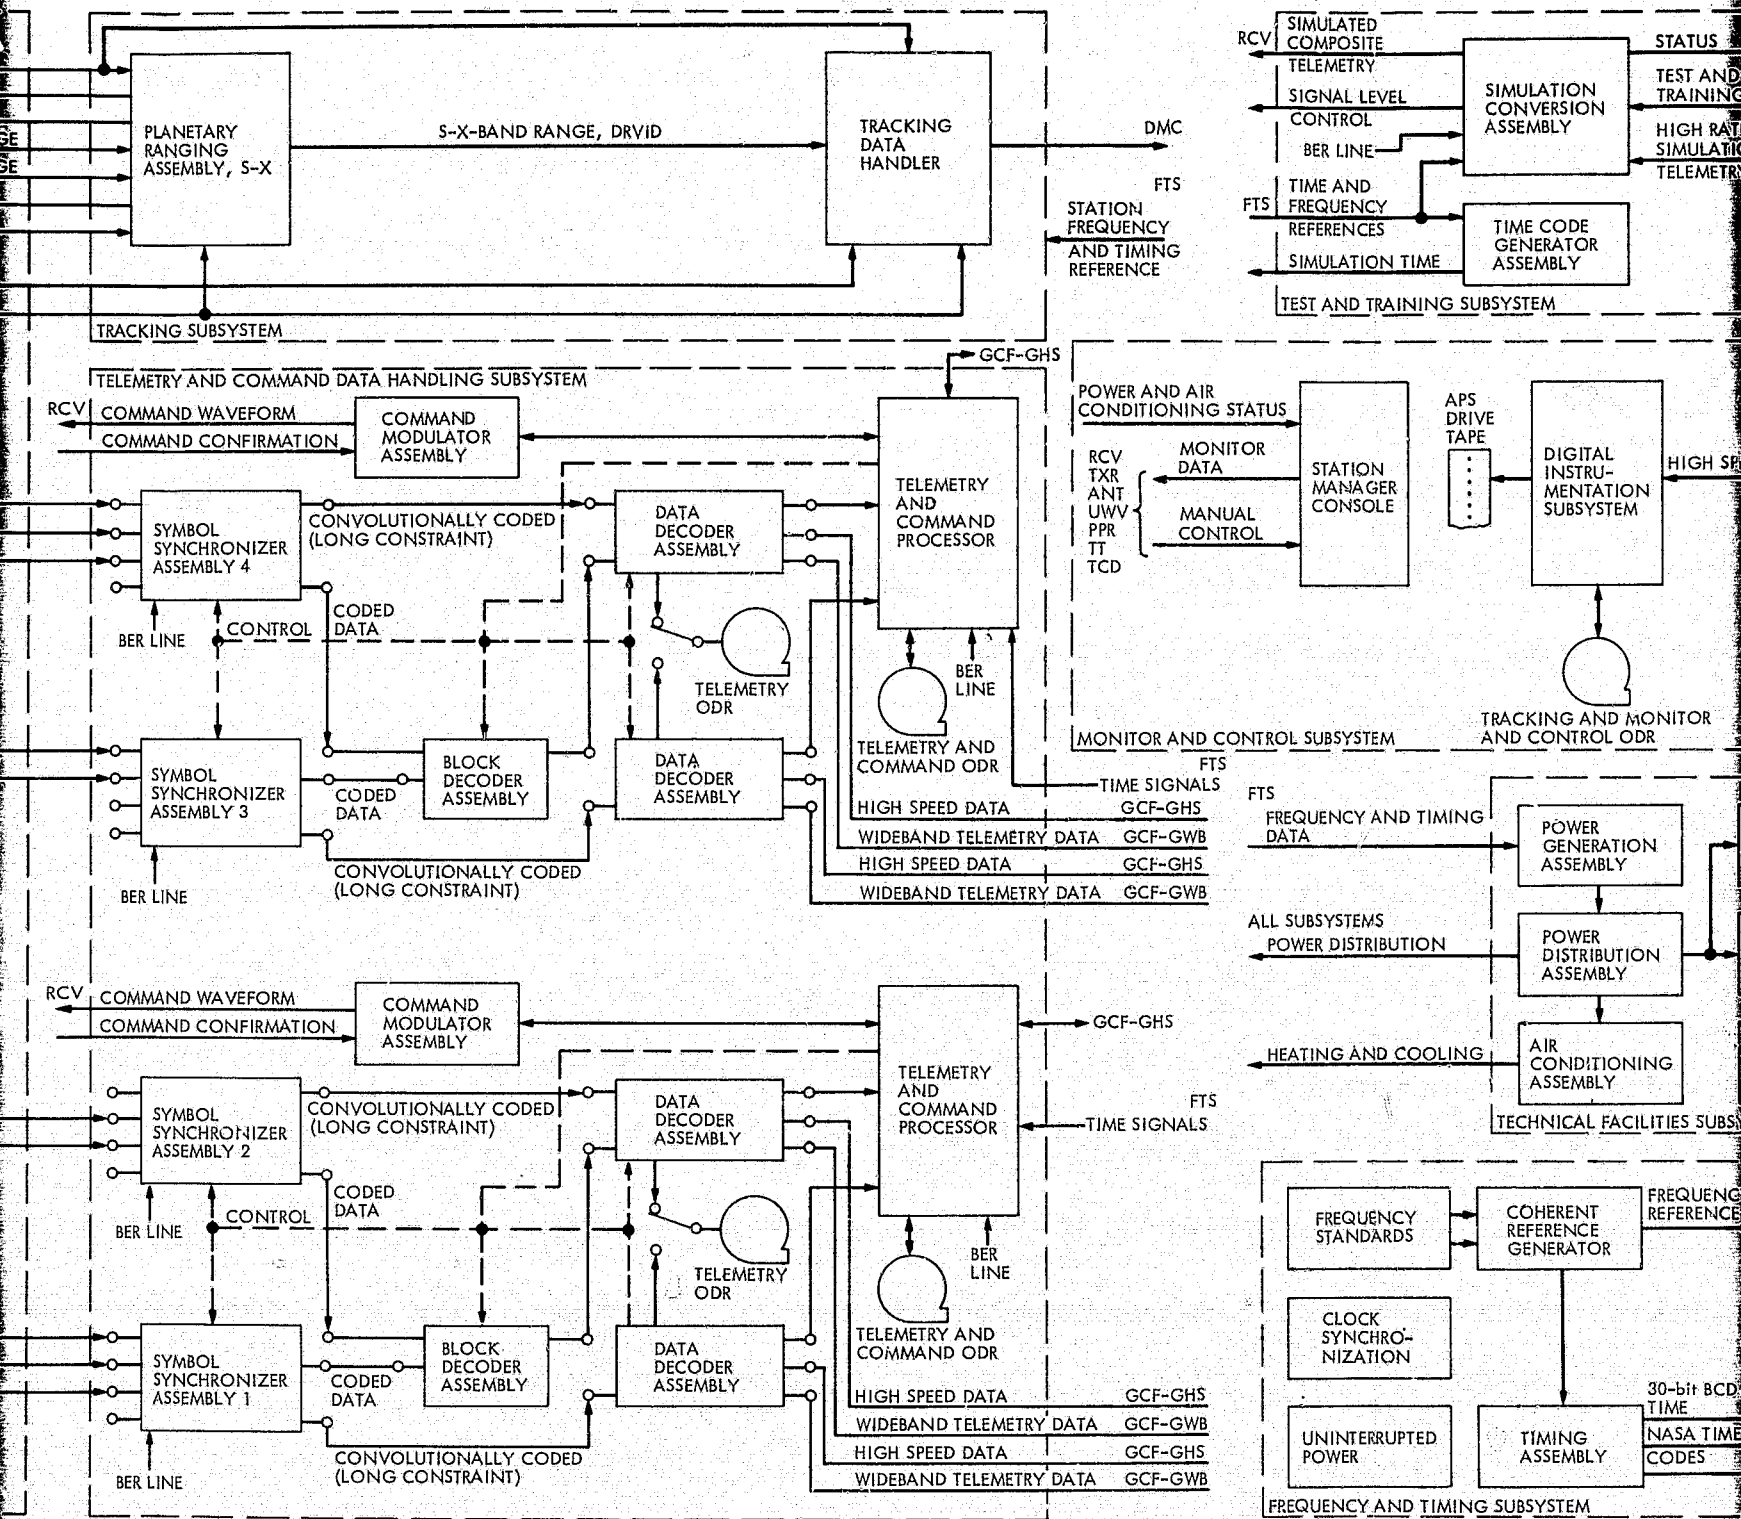 GE
GE
PLANETARY
RANGING
ASSEMBLY, S-X
S-X-BAND RANGE, DRVID
TRACKING
DATA
HANDLER
DMC
FTS
STATION
FREQUENCY
AND TIMING
REFERENCE
TRACKING SUBSYSTEM
RCV
SIMULATED
COMPOSITE
TELEMETRY
SIGNAL LEVEL
CONTROL
BER LINE
FTS
TIME AND
FREQUENCY
REFERENCES
SIMULATION TIME
SIMULATION
CONVERSION
ASSEMBLY
STATUS
TEST AND
TRAINING
HIGH RAT
SIMULATIO
TELEMETR
TIME CODE
GENERATOR
ASSEMBLY
TEST AND TRAINING SUBSYSTEM
GCF-GHS
TELEMETRY AND COMMAND DATA HANDLING SUBSYSTEM
RCV
COMMAND WAVEFORM
COMMAND CONFIRMATION
COMMAND
MODULATOR
ASSEMBLY
TELEMETRY
AND
COMMAND
PROCESSOR
SYMBOL
SYNCHRONIZER
ASSEMBLY 4
CONVOLUTIONALLY CODED
(LONG CONSTRAINT)
DATA
DECODER
ASSEMBLY
BER LINE
CONTROL
CODED
DATA
TELEMETRY
ODR
BER
LINE
TELEMETRY AND
COMMAND ODR
SYMBOL
SYNCHRONIZER
ASSEMBLY 3
CODED
DATA
BLOCK
DECODER
ASSEMBLY
DATA
DECODER
ASSEMBLY
BER LINE
CONVOLUTIONALLY CODED
(LONG CONSTRAINT)
FTS
TIME SIGNALS
HIGH SPEED DATA GCF-GHS
WIDEBAND TELEMETRY DATA GCF-GWB
HIGH SPEED DATA GCF-GHS
WIDEBAND TELEMETRY DATA GCF-GWB
POWER AND AIR
CONDITIONING STATUS
RCV
TXR
ANT
UWV
PPR
TT
TCD
MONITOR
DATA
MANUAL
CONTROL
STATION
MANAGER
CONSOLE
APS
DRIVE
TAPE
DIGITAL
INSTRU-
MENTATION
SUBSYSTEM
HIGH SP
TRACKING AND MONITOR
AND CONTROL ODR
MONITOR AND CONTROL SUBSYSTEM
FTS
FREQUENCY AND TIMING
DATA
POWER
GENERATION
ASSEMBLY
ALL SUBSYSTEMS
POWER DISTRIBUTION
POWER
DISTRIBUTION
ASSEMBLY
HEATING AND COOLING
AIR
CONDITIONING
ASSEMBLY
TECHNICAL FACILITIES SUBS
RCV
COMMAND WAVEFORM
COMMAND CONFIRMATION
COMMAND
MODULATOR
ASSEMBLY
GCF-GHS
TELEMETRY
AND
COMMAND
PROCESSOR
FTS
TIME SIGNALS
SYMBOL
SYNCHRONIZER
ASSEMBLY 2
CONVOLUTIONALLY CODED
(LONG CONSTRAINT)
DATA
DECODER
ASSEMBLY
BER LINE
CONTROL
CODED
DATA
TELEMETRY
ODR
BER
LINE
TELEMETRY AND
COMMAND ODR
SYMBOL
SYNCHRONIZER
ASSEMBLY 1
CODED
DATA
BLOCK
DECODER
ASSEMBLY
DATA
DECODER
ASSEMBLY
BER LINE
CONVOLUTIONALLY CODED
(LONG CONSTRAINT)
HIGH SPEED DATA GCF-GHS
WIDEBAND TELEMETRY DATA GCF-GWB
HIGH SPEED DATA GCF-GHS
WIDEBAND TELEMETRY DATA GCF-GWB
FREQUENCY
STANDARDS
COHERENT
REFERENCE
GENERATOR
FREQUENC
REFERENCE
CLOCK
SYNCHRO-
NIZATION
UNINTERRUPTED
POWER
TIMING
ASSEMBLY
30-bit BCD
TIME
NASA TIME
CODES
FREQUENCY AND TIMING SUBSYSTEM